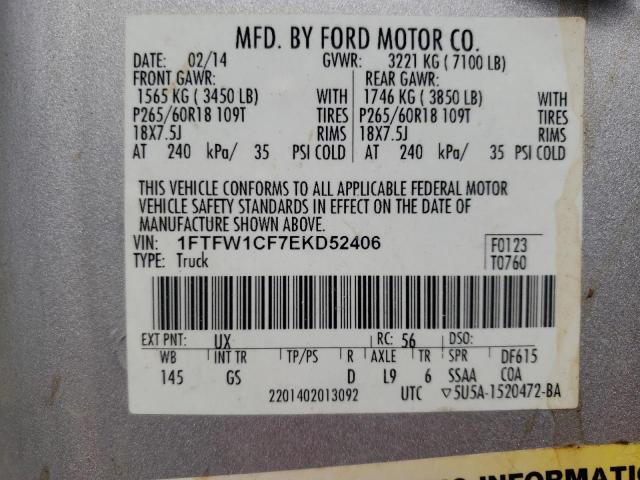 MFD. BY FORD MOTOR CO.
DATE: 02/14 GVWR: 3221 KG ( 7100 LB)
FRONT GAWR: REAR GAWR:
1565 KG ( 3450 LB) WITH 1746 KG ( 3850 LB) WITH
P265/60R18 109T TIRES P265/60R18 109T TIRES
18X7.5J RIMS 18X7.5J RIMS
AT 240 kPa/ 35 PSI COLD AT 240 kPa/ 35 PSI COLD
THIS VEHICLE CONFORMS TO ALL APPLICABLE FEDERAL MOTOR
VEHICLE SAFETY STANDARDS IN EFFECT ON THE DATE OF
MANUFACTURE SHOWN ABOVE.
VIN: 1FTFW1CF7EKD52406 F0123
TYPE: Truck T0760
EXT PNT: UX RC: 56 DSO:
WB INT TR TP/PS R AXLE TR SPR DF615
145 GS D L9 6 SSAA COA
2201402013092 UTC ▽5U5A-1520472-BA
INFORMATION